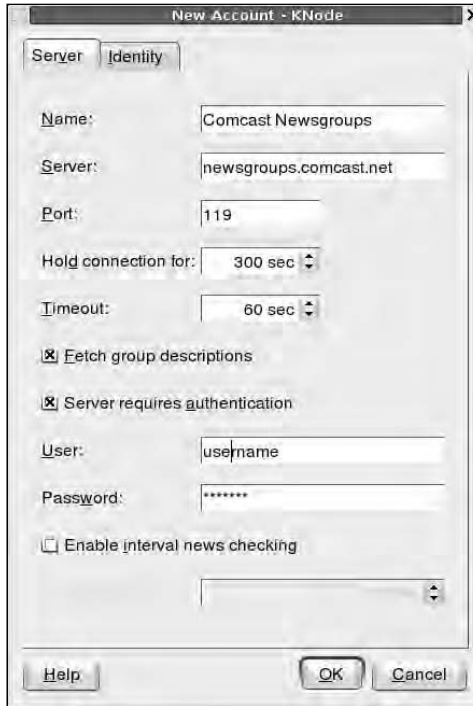 New Account - KNode
Server Identity
Name: Comcast Newsgroups
Server: newsgroups.comcast.net
Port: 119
Hold connection for: 300 sec
Timeout: 60 sec
Fetch group descriptions
Server requires authentication
User: username
Password: *******
Enable interval news checking
Help OK Cancel